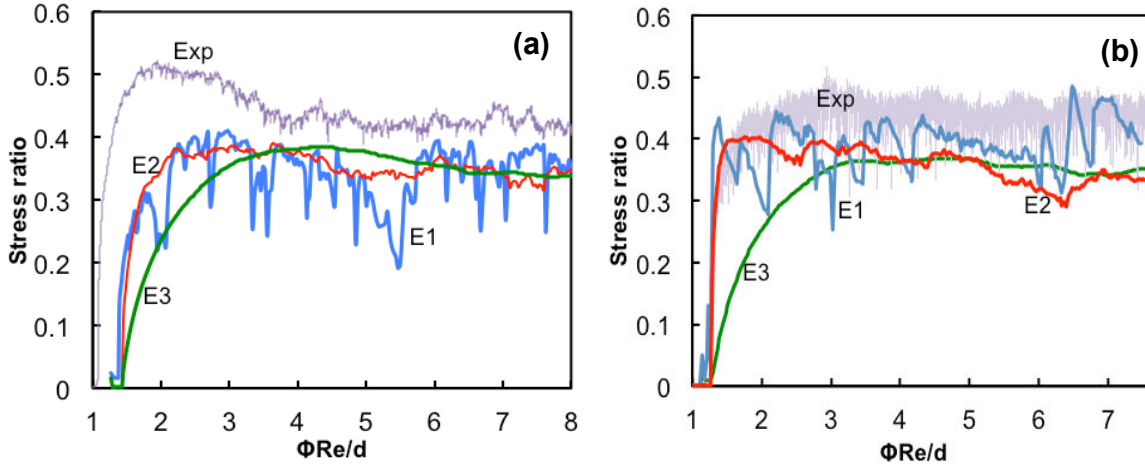 0.6
(a)
Exp
0.5
0.4
E2
0.3
E1
0.2
E3
0.1
0
1 2 3 4 5 6 7 8
Stress ratio
ΦRe/d
0.6
(b)
0.5
Exp
0.4
0.3
E1
E2
0.2
E3
0.1
0
1 2 3 4 5 6 7
Stress ratio
ΦRe/d